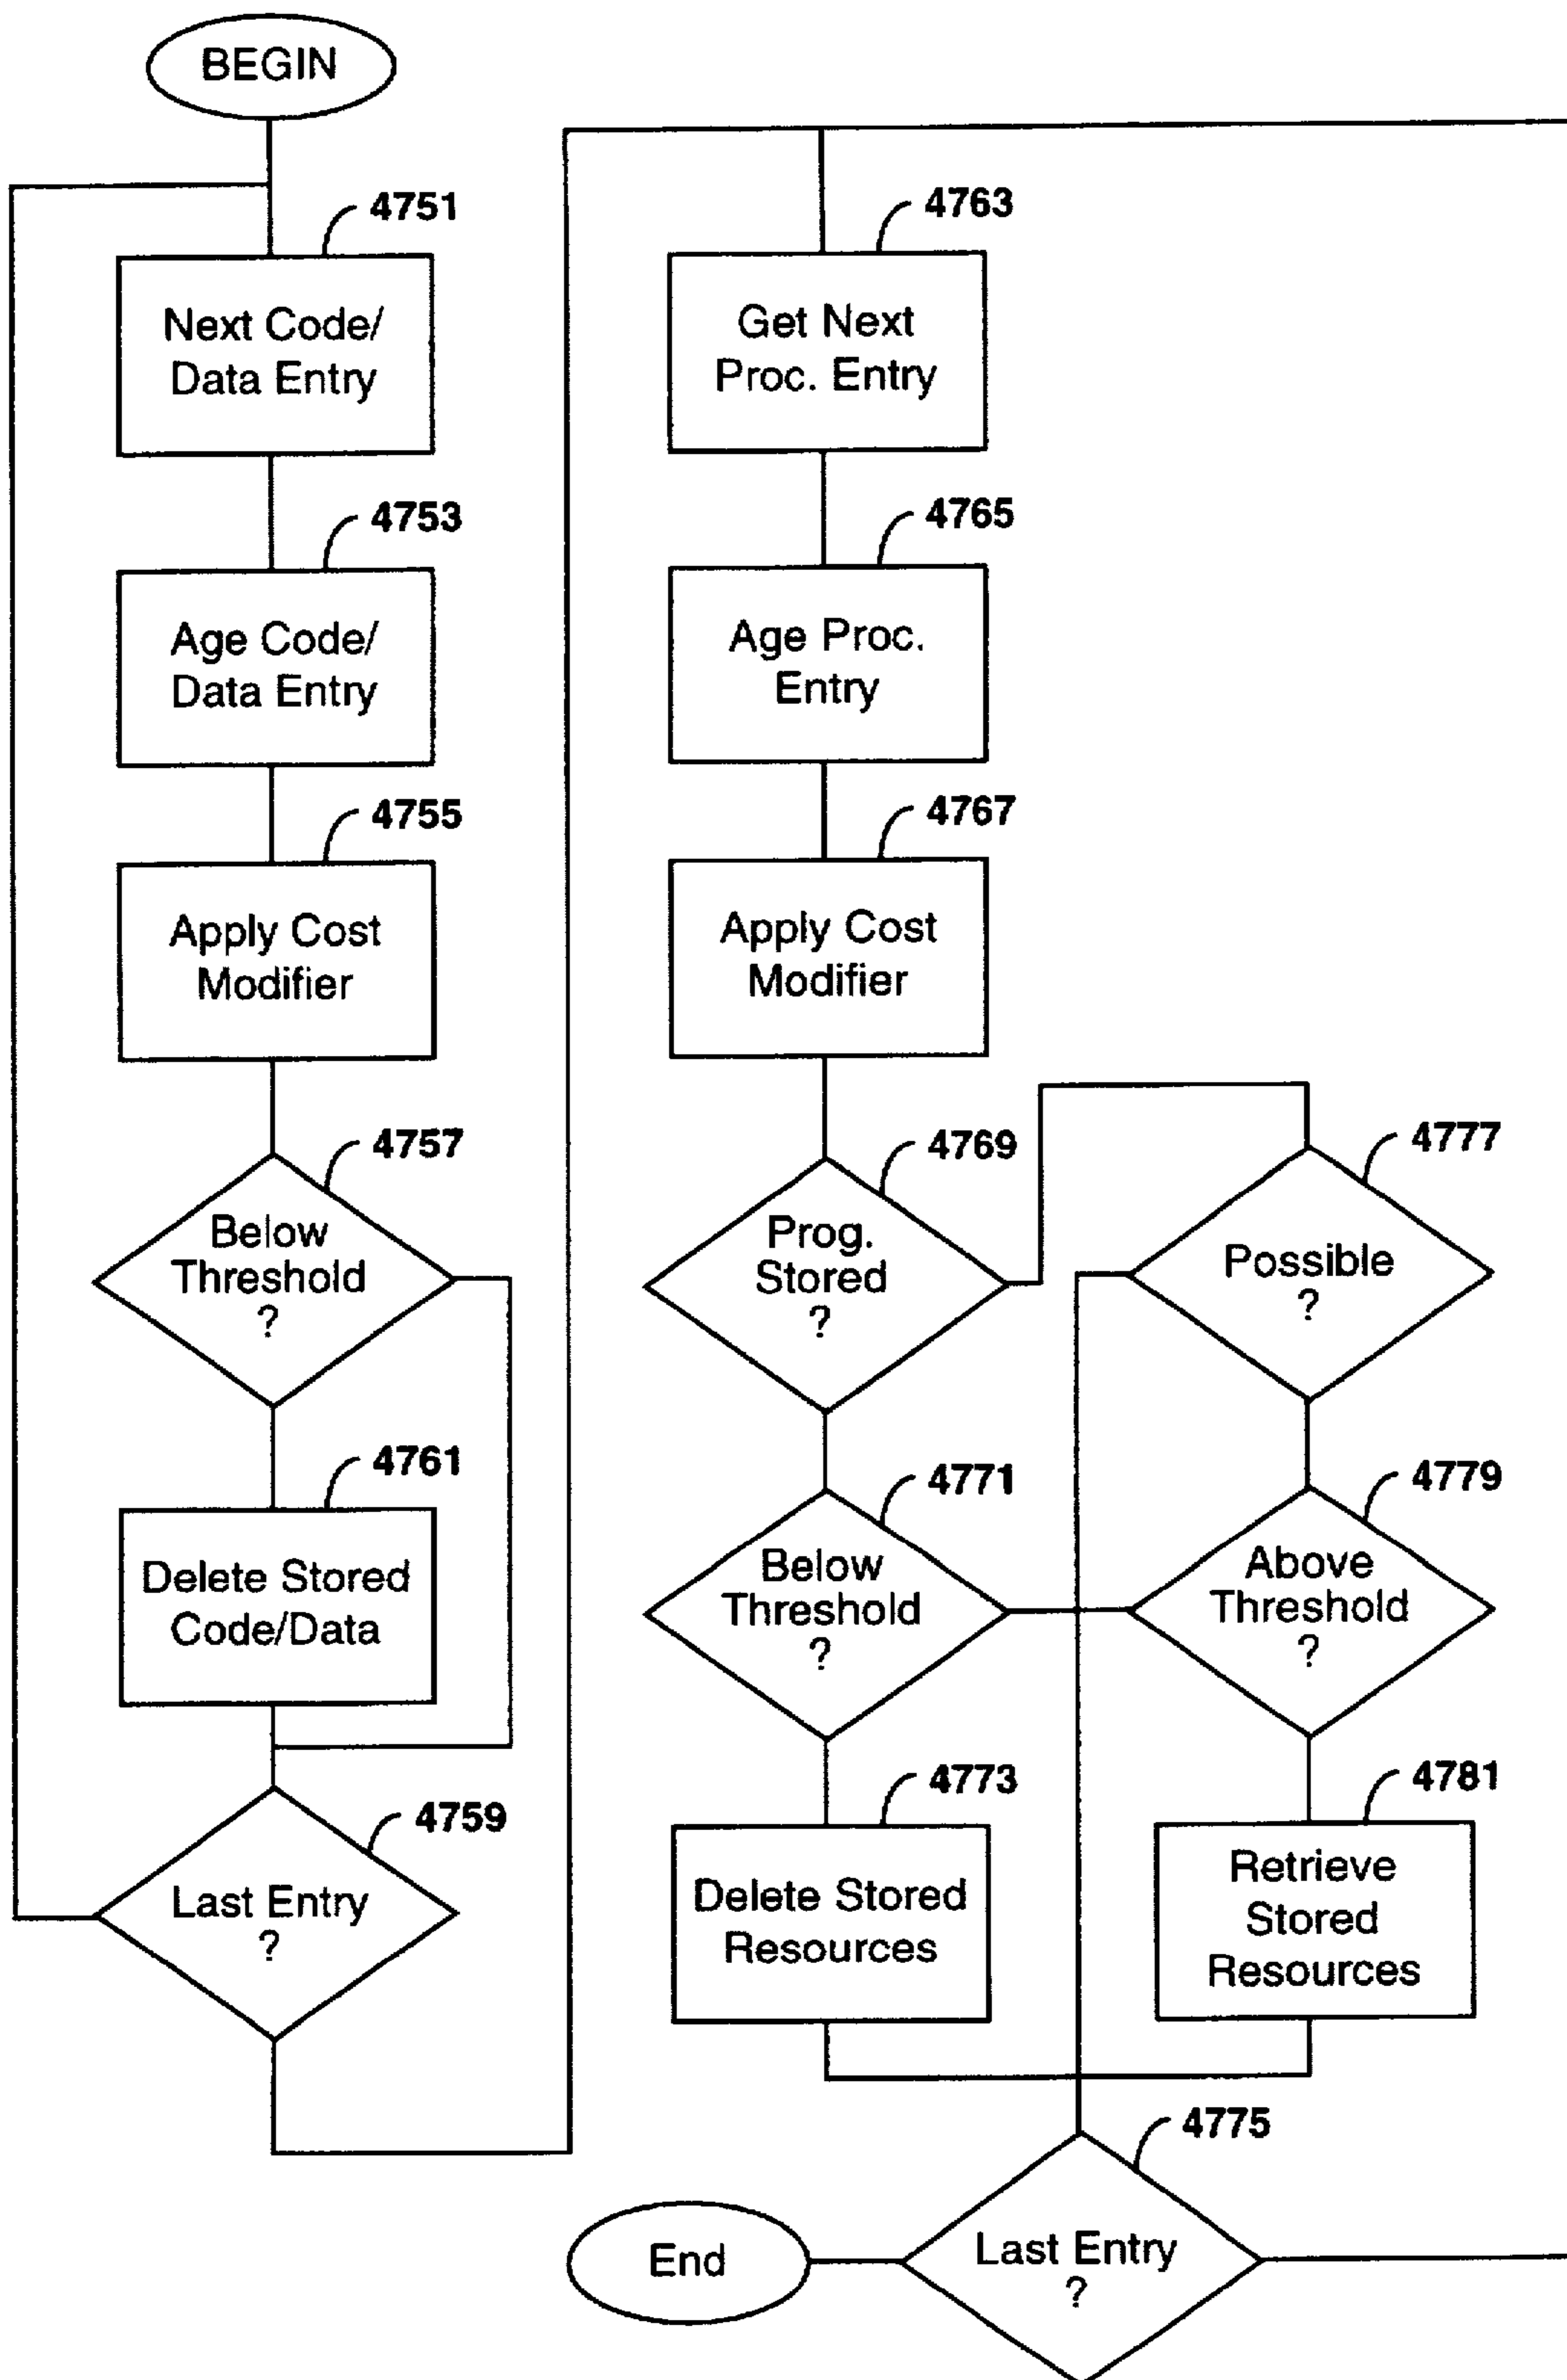 BEGIN
4751
Next Code/
Data Entry
4753
Age Code/
Data Entry
4755
Apply Cost
Modifier
4757
Below
Threshold
?
4761
Delete Stored
Code/Data
4759
Last Entry
?
4763
Get Next
Proc. Entry
4765
Age Proc.
Entry
4767
Apply Cost
Modifier
4769
Prog.
Stored
?
4771
Below
Threshold
?
4773
Delete Stored
Resources
4777
Possible
?
4779
Above
Threshold
?
4781
Retrieve
Stored
Resources
4775
Last Entry
?
End